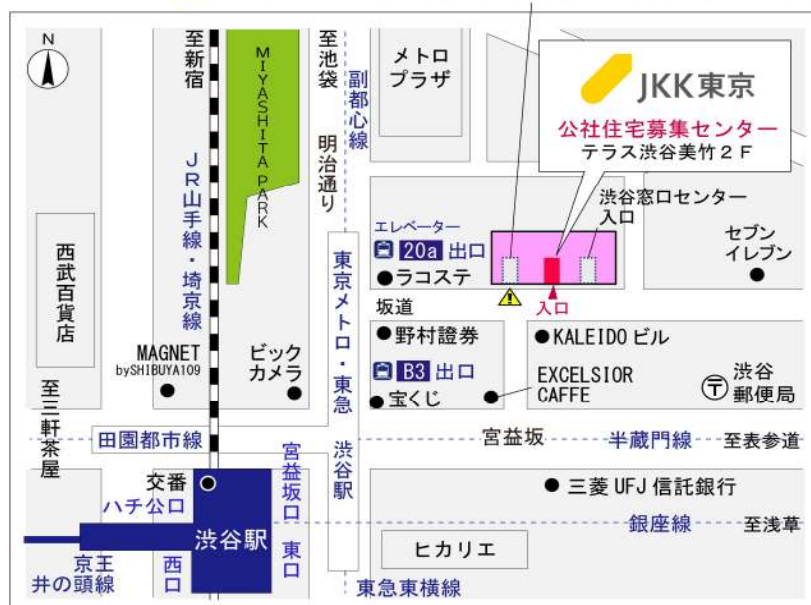 N
至新宿
MIYASHITA PARK
至池袋
副都心線
明治通り
メトロ
プラザ
JKK東京
公社住宅募集センター
テラス渋谷美竹2F
JR山手線・埼京線
西武百貨店
エレベーター
20a 出口
ラコステ
渋谷窓口センター
入口
セブン
イレブン
入口
坂道
東京メトロ・東急
渋谷駅
野村證券
KALEIDO ビル
MAGNET
bySHIBUYA109
ビック
カメラ
B3 出口
宝くじ
EXCELSIOR
CAFFE
〒
渋谷
郵便局
至三軒茶屋
田園都市線
宮益坂
半蔵門線
至表参道
交番
ハチ公口
宮益坂口
三菱 UFJ 信託銀行
渋谷駅
銀座線
至浅草
京王
井の頭線
西口
東口
ヒカリエ
東急東横線